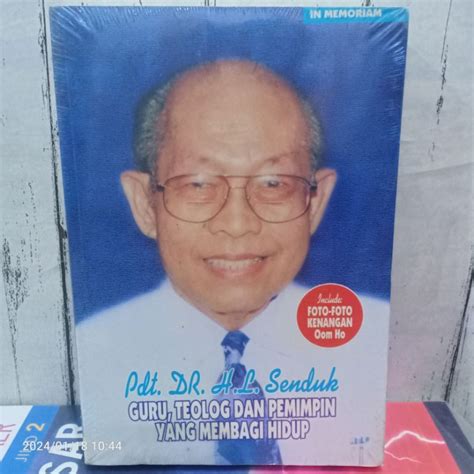 IN MEMORIAM
Include:
FOTO-FOTO
KENANGAN
Oom Ho
Pdt. DR. H.L. Senduk
GURU, TEOLOG DAN PEMIMPIN
YANG MEMBAGI HIDUP
2024/01/18 10:44